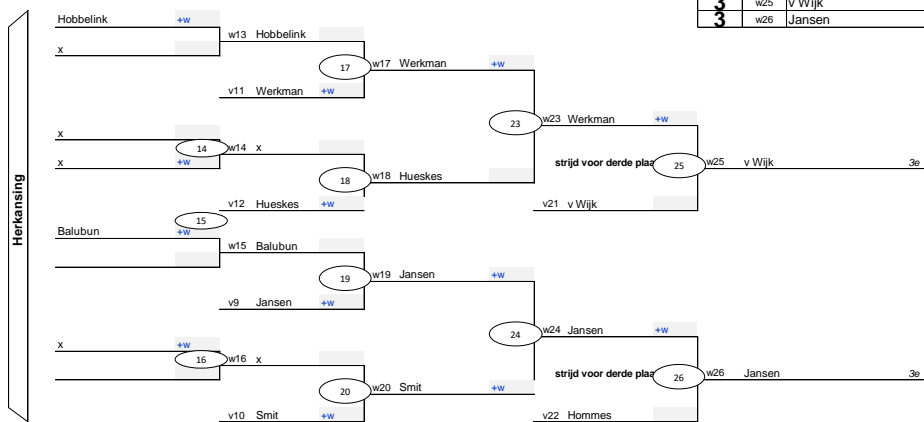 3 w25 v Wijk
3 w26 Jansen
Herkansing
Hobbelink +w
w13 Hobbelink
x
17 w17 Werkman +w
v11 Werkman +w
23 w23 Werkman +w
x
14 w14 x
x +w
strijd voor derde plaa
25 w25 v Wijk 3e
18 w18 Hueskes
v12 Hueskes +w
v21 v Wijk
15
Balubun +w
w15 Balubun
19 w19 Jansen +w
v9 Jansen +w
24 w24 Jansen +w
x +w
16 w16 x
strijd voor derde plaa
26 w26 Jansen 3e
20 w20 Smit +w
v10 Smit +w
v22 Hommes